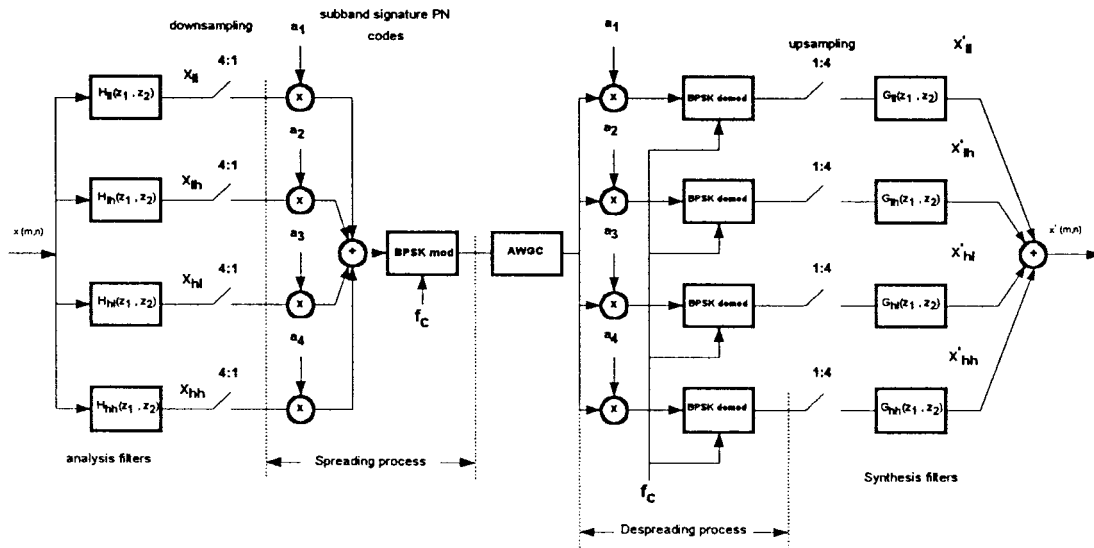 downsampling
subband signature PN
codes
a1
a1
upsampling
X'll
Xll
4:1
1:4
Hll(z1 , z2)
x
x
BPSK demod
Gll(z1 , z2)
a2
a2
X'lh
Xlh
4:1
1:4
Hlh(z1 , z2)
x
x
BPSK demod
Glh(z1 , z2)
x (m,n)
a3
a3
x' (m,n)
+
BPSK mod
AWGC
+
X'hl
Xhl
4:1
1:4
Hhl(z1 , z2)
x
fc
x
BPSK demod
Ghl(z1 , z2)
a4
a4
X'hh
Xhh
4:1
1:4
Hhh(z1 , z2)
x
x
BPSK demod
Ghh(z1 , z2)
analysis filters
Spreading process
fc
Synthesis filters
Despreading process